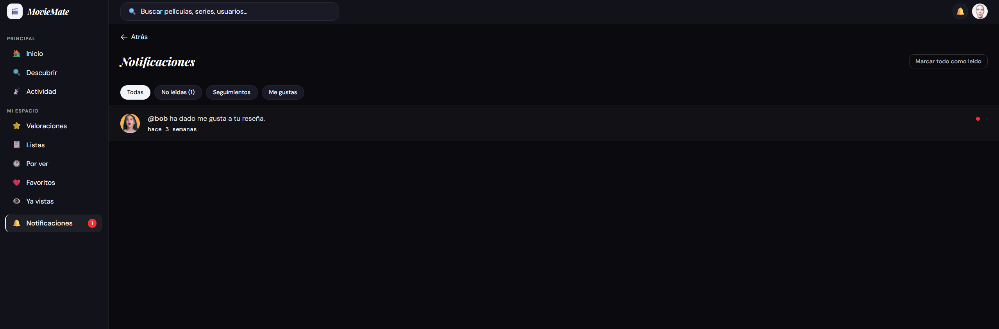 MovieMate
Buscar películas, series, usuarios...
PRINCIPAL
Inicio
Descubrir
Actividad
MI ESPACIO
Valoraciones
Listas
Por ver
Favoritos
Ya vistas
Notificaciones 1
Atrás
Notificaciones
Marcar todo como leído
Todas No leídas (1) Seguimientos Me gustas
@bob ha dado me gusta a tu reseña.
hace 3 semanas